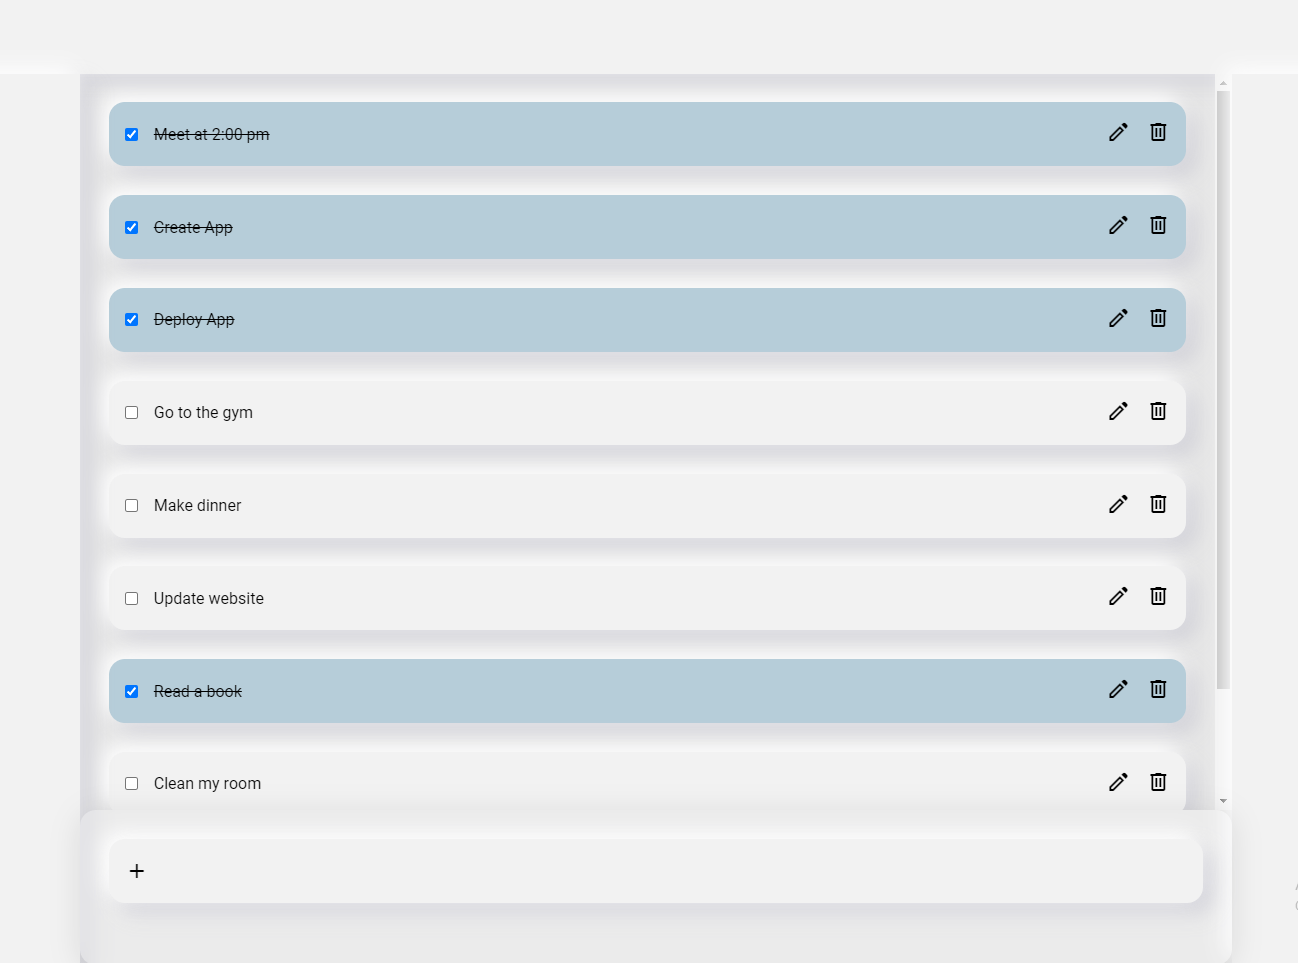 Meet at 2:00 pm
Create App
Deploy App
Go to the gym
Make dinner
Update website
Read a book
Clean my room
+